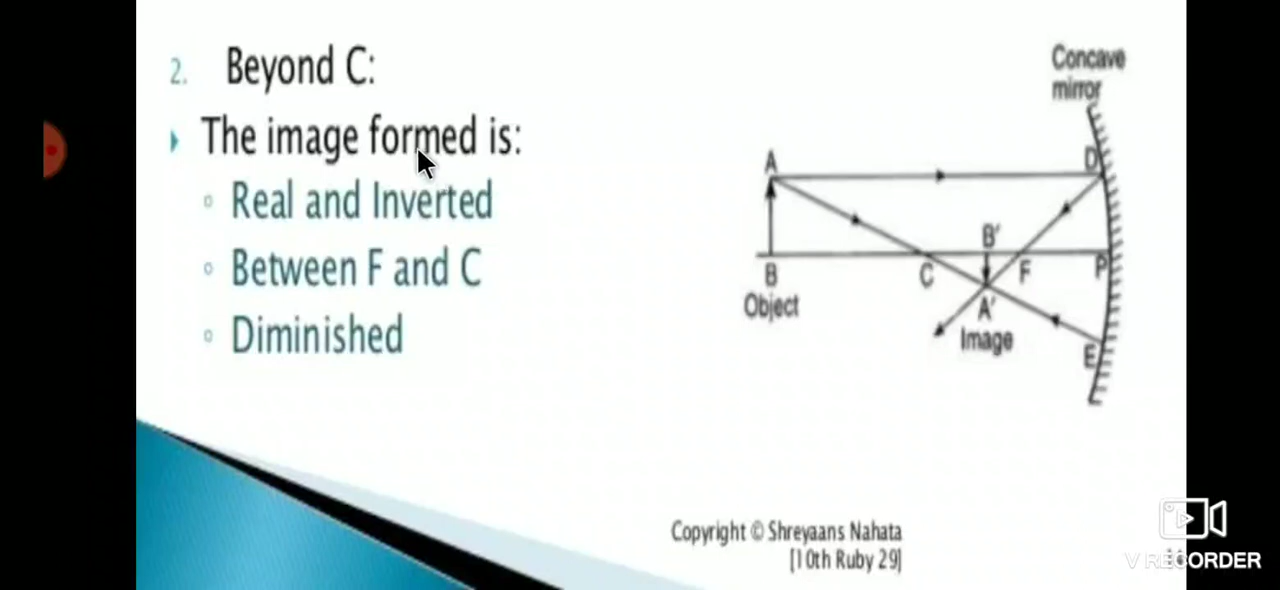 2. Beyond C:
The image formed is:
Real and Inverted
Between F and C
Diminished
Concave
mirror
A
D
B'
B
C
F
P
Object
A'
Image
E
Copyright © Shreyaans Nahata
[10th Ruby 29]
V RECORDER